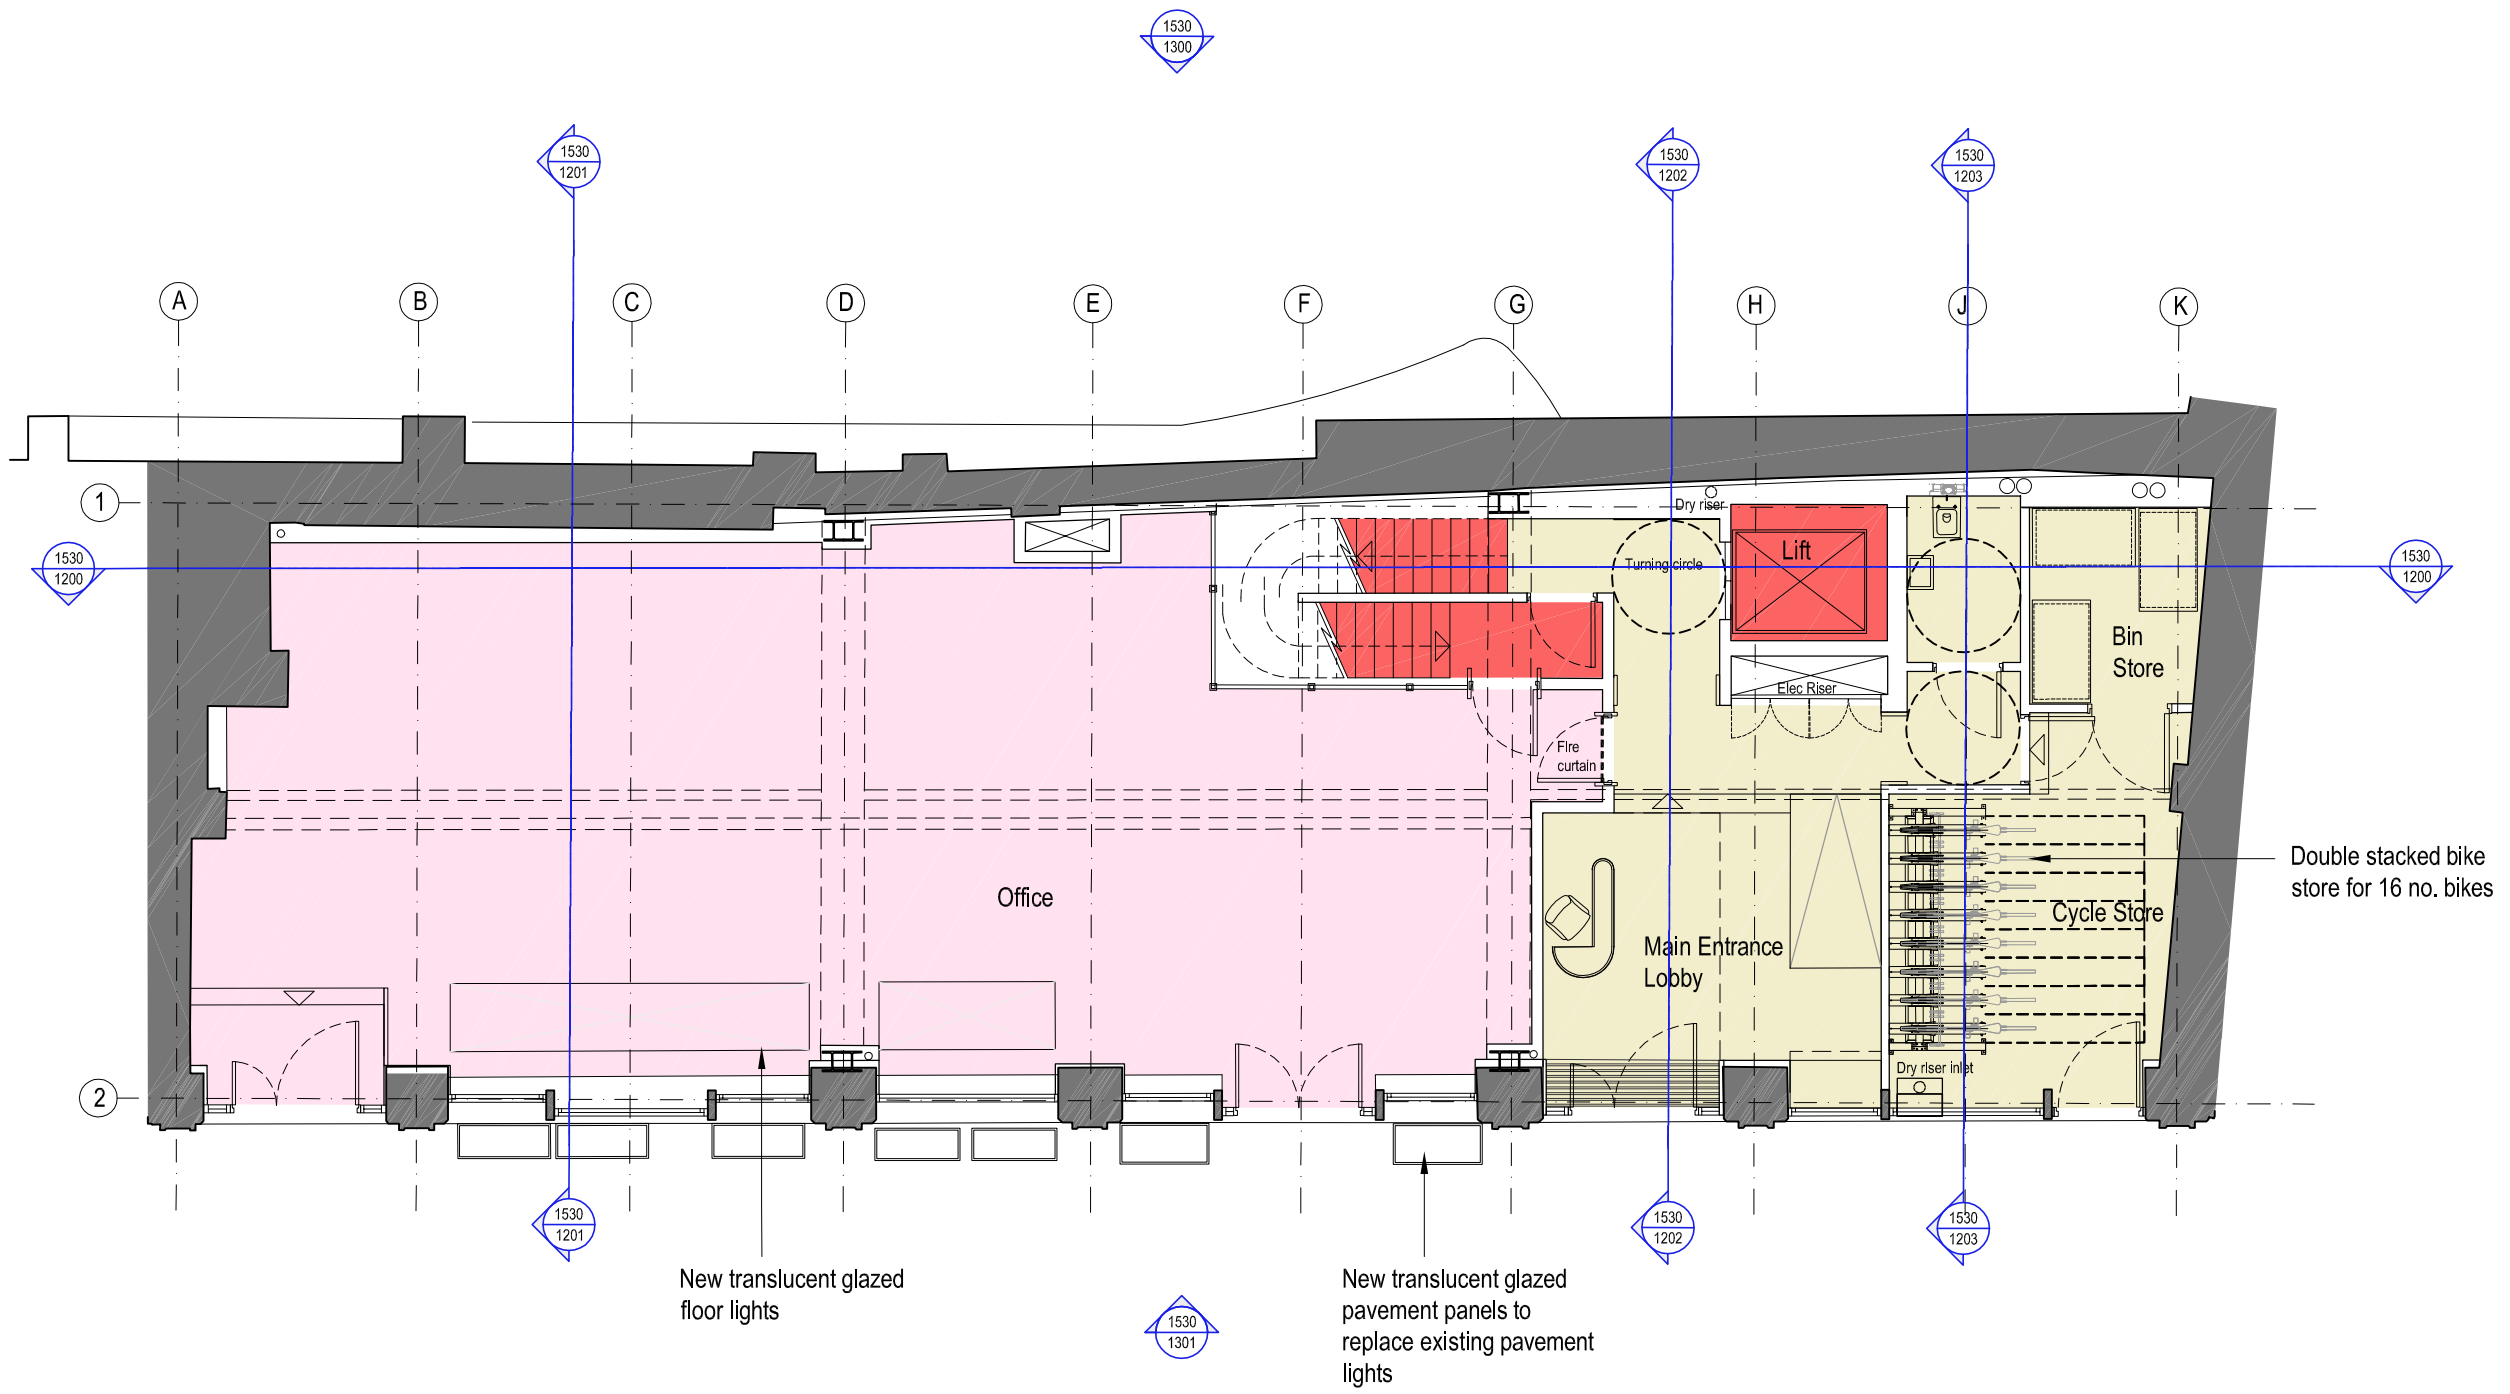 1530
1300
1530
1201
1530
1202
1530
1203
A
B
C
D
E
F
G
H
J
K
1
Dry riser
1530
1200
Turning circle
Lift
1530
1200
Bin
Store
Elec Riser
FIre
curtain
Double stacked bike
store for 16 no. bikes
Office
Cycle Store
Main Entrance
Lobby
Dry rIser inlet
2
1530
1201
1530
1202
1530
1203
New translucent glazed
floor lights
New translucent glazed
pavement panels to
replace existing pavement
lights
1530
1301